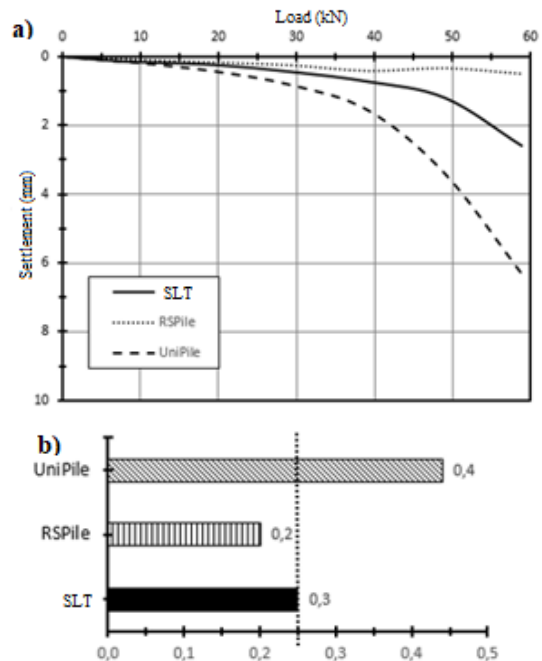 Load (kN)
a)
0 10 20 30 40 50 60
0
2
4
6
8
10
Settlement (mm)
SLT
RSPile
UniPile
b)
UniPile 0,4
RSPile 0,2
SLT 0,3
0,0 0,1 0,2 0,3 0,4 0,5